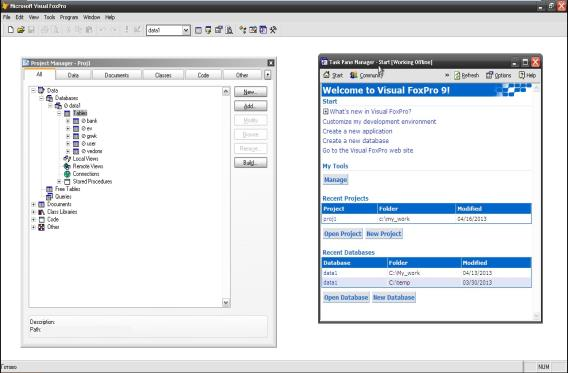 Microsoft Visual FoxPro
File Edit View Tools Program Window Help
data1
Project Manager - Proj1
All Data Documents Classes Code Other
Data
Databases
data1
Tables
bank
ev
gnivk
user
vedoms
Local Views
Remote Views
Connections
Stored Procedures
Free Tables
Queries
Documents
Class Libraries
Code
Other
New...
Add...
Modify
Browse
Remove...
Build...
Description:
Path:
Task Pane Manager - Start [Working Offline]
Start Community » Refresh Options Help
Welcome to Visual FoxPro 9!
Start
What's new in Visual FoxPro?
Customize my development environment
Create a new application
Create a new database
Go to the Visual FoxPro web site
My Tools
Manage
Recent Projects
Project Folder Modified
proj1 c:\my_work 04/16/2013
Open Project New Project
Recent Databases
Database Folder Modified
data1 C:\My_work 04/13/2013
data1 C:\temp 03/30/2013
Open Database New Database
Готово NUM